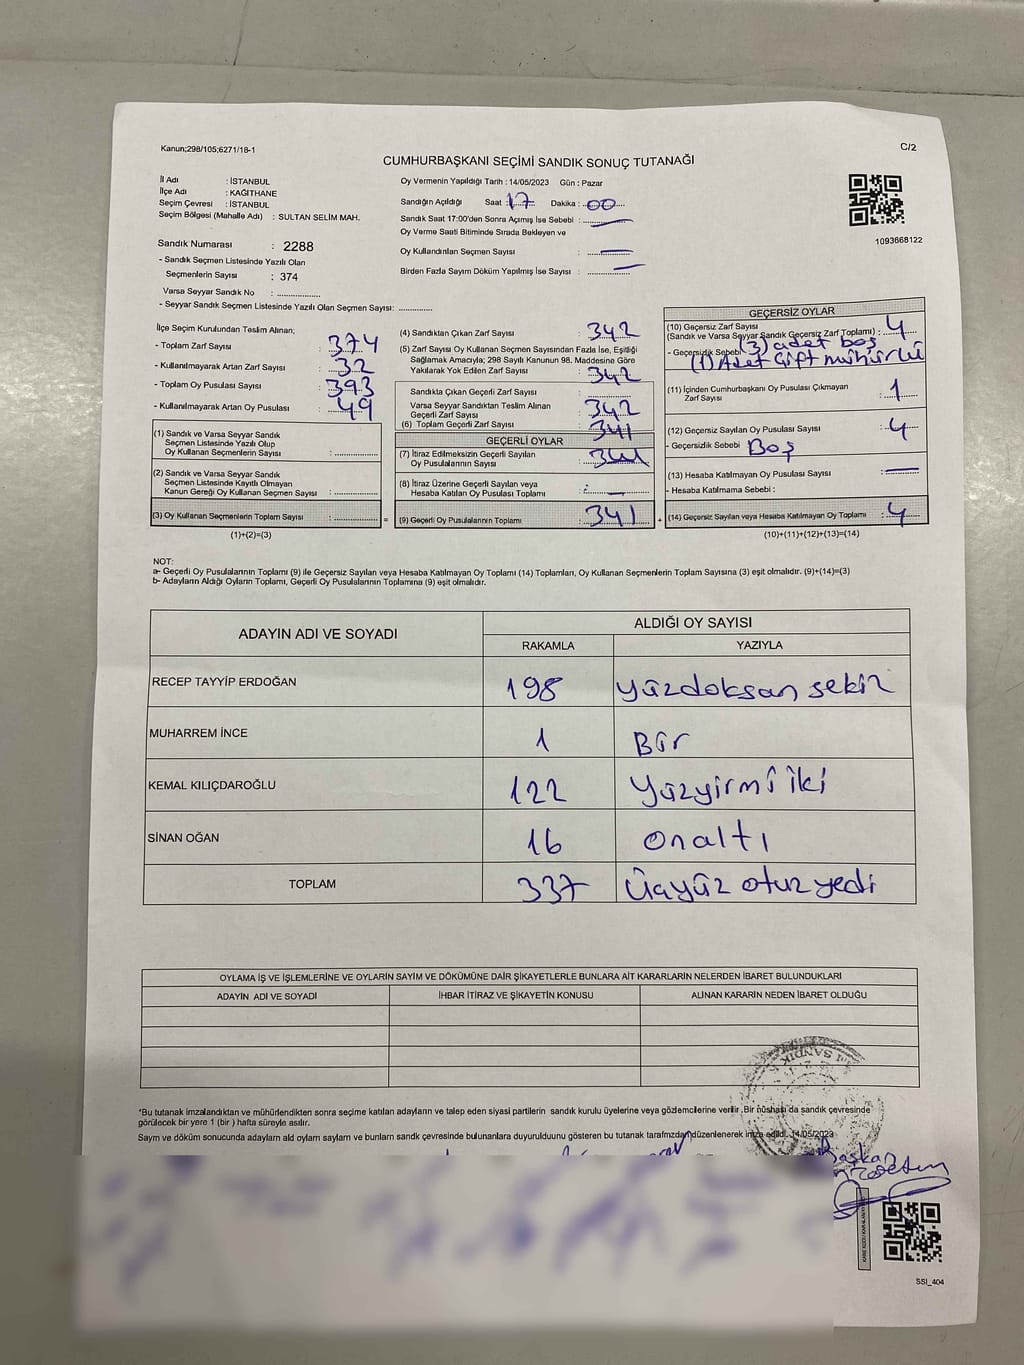 Kanun;298/105;6271/18-1
C/2
CUMHURBAŞKANI SEÇİMİ SANDIK SONUÇ TUTANAĞI
İl Adı : İSTANBUL
İlçe Adı : KAĞITHANE
Seçim Çevresi : İSTANBUL
Seçim Bölgesi (Mahalle Adı) : SULTAN SELİM MAH.
Sandık Numarası : 2288
- Sandık Seçmen Listesinde Yazılı Olan
Seçmenlerin Sayısı : 374
Varsa Seyyar Sandık No : ....................
- Seyyar Sandık Seçmen Listesinde Yazılı Olan Seçmen Sayısı: ................
Oy Vermenin Yapıldığı Tarih : 14/05/2023 Gün : Pazar
Sandığın Açıldığı Saat : 17 Dakika : 00
Sandık Saat 17:00'den Sonra Açımış İse Sebebi :
Oy Verme Saati Bitiminde Sırada Bekleyen ve
Oy Kullandırılan Seçmen Sayısı :
Birden Fazla Sayım Döküm Yapılmış İse Sayısı :
1093668122
İlçe Seçim Kurulundan Teslim Alınan;
- Toplam Zarf Sayısı : 374
- Kullanılmayarak Artan Zarf Sayısı : 32
- Toplam Oy Pusulası Sayısı : 393
- Kullanılmayarak Artan Oy Pusulası : 49
(1) Sandık ve Varsa Seyyar Sandık
Seçmen Listesinde Yazılı Olup
Oy Kullanan Seçmenlerin Sayısı : ................
(2) Sandık ve Varsa Seyyar Sandık
Seçmen Listesinde Kayıtlı Olmayan
Kanun Gereği Oy Kullanan Seçmen Sayısı : ................
(3) Oy Kullanan Seçmenlerin Toplam Sayısı : ................ =
(1)+(2)=(3)
(4) Sandıktan Çıkan Zarf Sayısı : 342
(5) Zarf Sayısı Oy Kullanan Seçmen Sayısından Fazla İse, Eşitliği
Sağlamak Amacıyla; 298 Sayılı Kanunun 98. Maddesine Göre
Yakılarak Yok Edilen Zarf Sayısı : 342
Sandıkta Çıkan Geçerli Zarf Sayısı
Varsa Seyyar Sandıktan Teslim Alınan
Geçerli Zarf Sayısı : 342
(6) Toplam Geçerli Zarf Sayısı : 341
GEÇERLİ OYLAR
(7) İtiraz Edilmeksizin Geçerli Sayılan
Oy Pusulalarının Sayısı :
(8) İtiraz Üzerine Geçerli Sayılan veya
Hesaba Katılan Oy Pusulası Toplamı :
(9) Geçerli Oy Pusulalarının Toplamı : 341 +
GEÇERSİZ OYLAR
(10) Geçersiz Zarf Sayısı
(Sandık ve Varsa Seyyar Sandık Geçersiz Zarf Toplamı) : 4
- Geçersizlik Sebebi : (3) adet boş
(1) Adet çift mühürlü
(11) İçinden Cumhurbaşkanı Oy Pusulası Çıkmayan
Zarf Sayısı : 1
(12) Geçersiz Sayılan Oy Pusulası Sayısı : 4
- Geçersizlik Sebebi Boş
(13) Hesaba Katılmayan Oy Pusulası Sayısı :
- Hesaba Katılmama Sebebi :
(14) Geçersiz Sayılan veya Hesaba Katılmayan Oy Toplamı : 4
(10)+(11)+(12)+(13)=(14)
NOT:
a- Geçerli Oy Pusulalarının Toplamı (9) ile Geçersiz Sayılan veya Hesaba Katılmayan Oy Toplamı (14) Toplamları, Oy Kullanan Seçmenlerin Toplam Sayısına (3) eşit olmalıdır. (9)+(14)=(3)
b- Adayların Aldığı Oyların Toplamı, Geçerli Oy Pusulalarının Toplamına (9) eşit olmalıdır.
ADAYIN ADI VE SOYADI ALDIĞI OY SAYISI
RAKAMLA YAZIYLA
RECEP TAYYİP ERDOĞAN 198 yüzdoksan sekiz
MUHARREM İNCE 1 Bir
KEMAL KILIÇDAROĞLU 122 Yüzyirmi iki
SİNAN OĞAN 16 onaltı
TOPLAM 337 Üçyüz otuz yedi
OYLAMA İŞ VE İŞLEMLERİNE VE OYLARIN SAYIM VE DÖKÜMÜNE DAİR ŞİKAYETLERLE BUNLARA AİT KARARLARIN NELERDEN İBARET BULUNDUKLARI
ADAYIN ADI VE SOYADI İHBAR İTİRAZ VE ŞİKAYETİN KONUSU ALINAN KARARIN NEDEN İBARET OLDUĞU
*Bu tutanak imzalandıktan ve mühürlendikten sonra seçime katılan adayların ve talep eden siyasi partilerin sandık kurulu üyelerine veya gözlemcilerine verilir .Bir nüshası da sandık çevresinde
görülecek bir yere 1 (bir ) hafta süreyle asılır.
Sayım ve döküm sonucunda adayların ald oyların sayların ve bunların sandık çevresinde bulunanlara duyurulduunu gösteren bu tutanak tarafımzdan düzenlenerek imza edildi. 14/05/2023
SSI_404